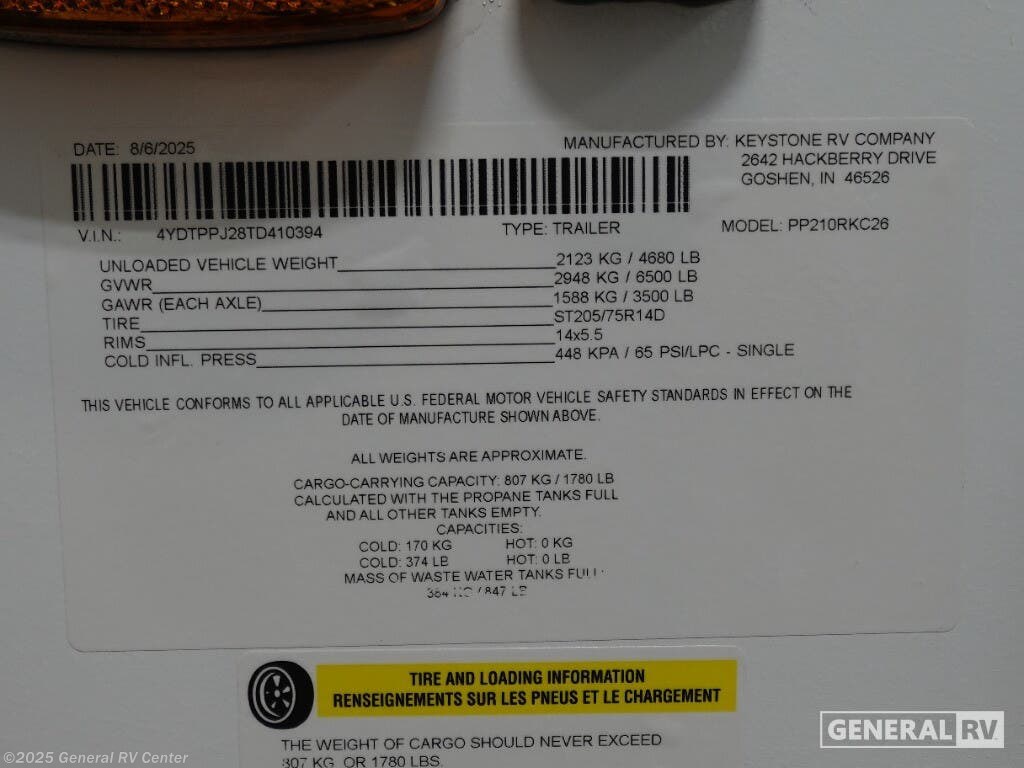 DATE: 8/6/2025
MANUFACTURED BY: KEYSTONE RV COMPANY
2642 HACKBERRY DRIVE
GOSHEN, IN 46526
V.I.N.: 4YDTPPJ28TD410394 TYPE: TRAILER MODEL: PP210RKC26
UNLOADED VEHICLE WEIGHT 2123 KG / 4680 LB
GVWR 2948 KG / 6500 LB
GAWR (EACH AXLE) 1588 KG / 3500 LB
TIRE ST205/75R14D
RIMS 14x5.5
COLD INFL. PRESS 448 KPA / 65 PSI/LPC - SINGLE
THIS VEHICLE CONFORMS TO ALL APPLICABLE U.S. FEDERAL MOTOR VEHICLE SAFETY STANDARDS IN EFFECT ON THE
DATE OF MANUFACTURE SHOWN ABOVE.
ALL WEIGHTS ARE APPROXIMATE.
CARGO-CARRYING CAPACITY: 807 KG / 1780 LB
CALCULATED WITH THE PROPANE TANKS FULL
AND ALL OTHER TANKS EMPTY.
CAPACITIES:
COLD: 170 KG HOT: 0 KG
COLD: 374 LB HOT: 0 LB
MASS OF WASTE WATER TANKS FULL:
384 KG / 847 LB
TIRE AND LOADING INFORMATION
RENSEIGNEMENTS SUR LES PNEUS ET LE CHARGEMENT
THE WEIGHT OF CARGO SHOULD NEVER EXCEED
807 KG OR 1780 LBS.
GENERAL RV
©2025 General RV Center